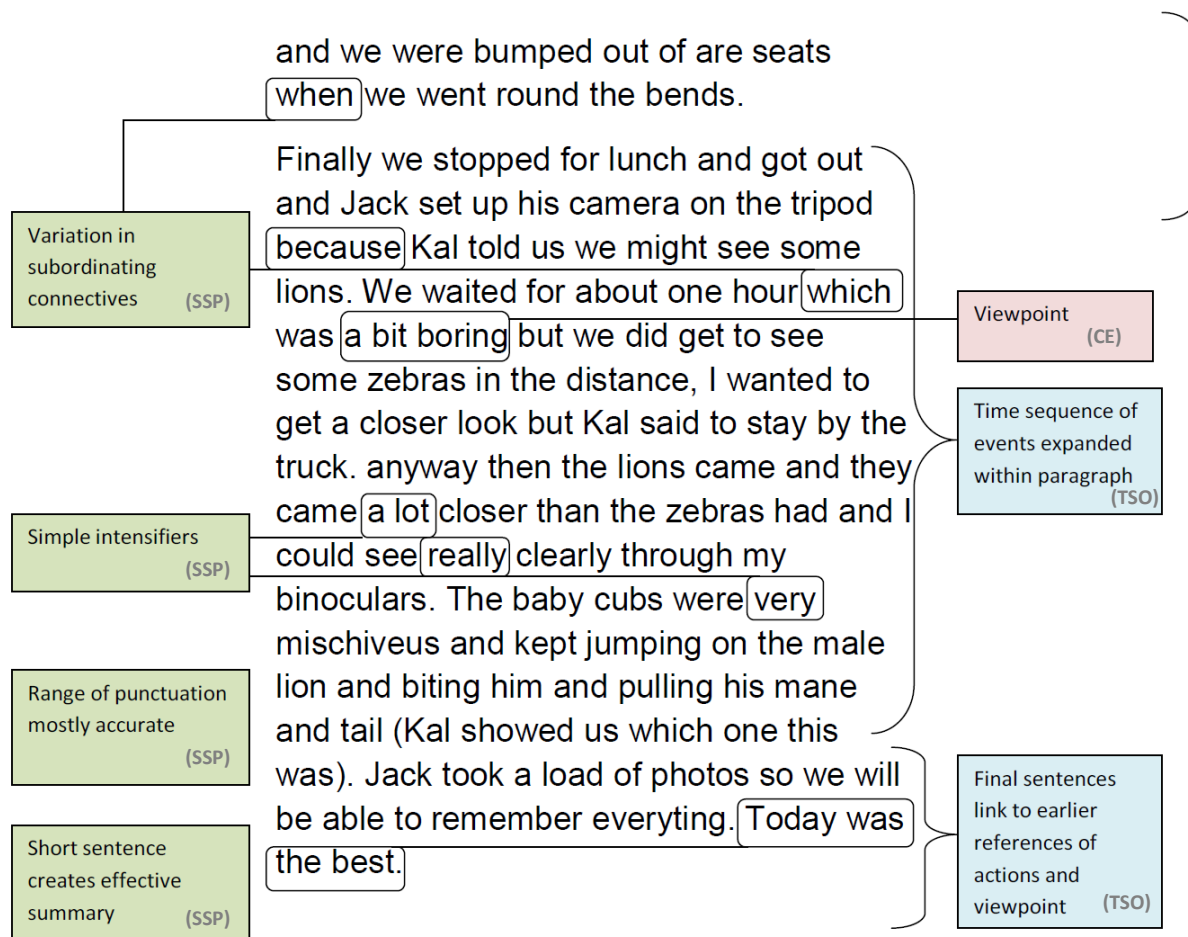 and we were bumped out of are seats
when we went round the bends.
Finally we stopped for lunch and got out
and Jack set up his camera on the tripod
because Kal told us we might see some
lions. We waited for about one hour which
was a bit boring but we did get to see
some zebras in the distance, I wanted to
get a closer look but Kal said to stay by the
truck. anyway then the lions came and they
came a lot closer than the zebras had and I
could see really clearly through my
binoculars. The baby cubs were very
mischiveus and kept jumping on the male
lion and biting him and pulling his mane
and tail (Kal showed us which one this
was). Jack took a load of photos so we will
be able to remember everyting. Today was
the best.
Variation in
subordinating
connectives (SSP)
Simple intensifiers
(SSP)
Range of punctuation
mostly accurate
(SSP)
Short sentence
creates effective
summary (SSP)
Viewpoint
(CE)
Time sequence of
events expanded
within paragraph
(TSO)
Final sentences
link to earlier
references of
actions and
viewpoint (TSO)